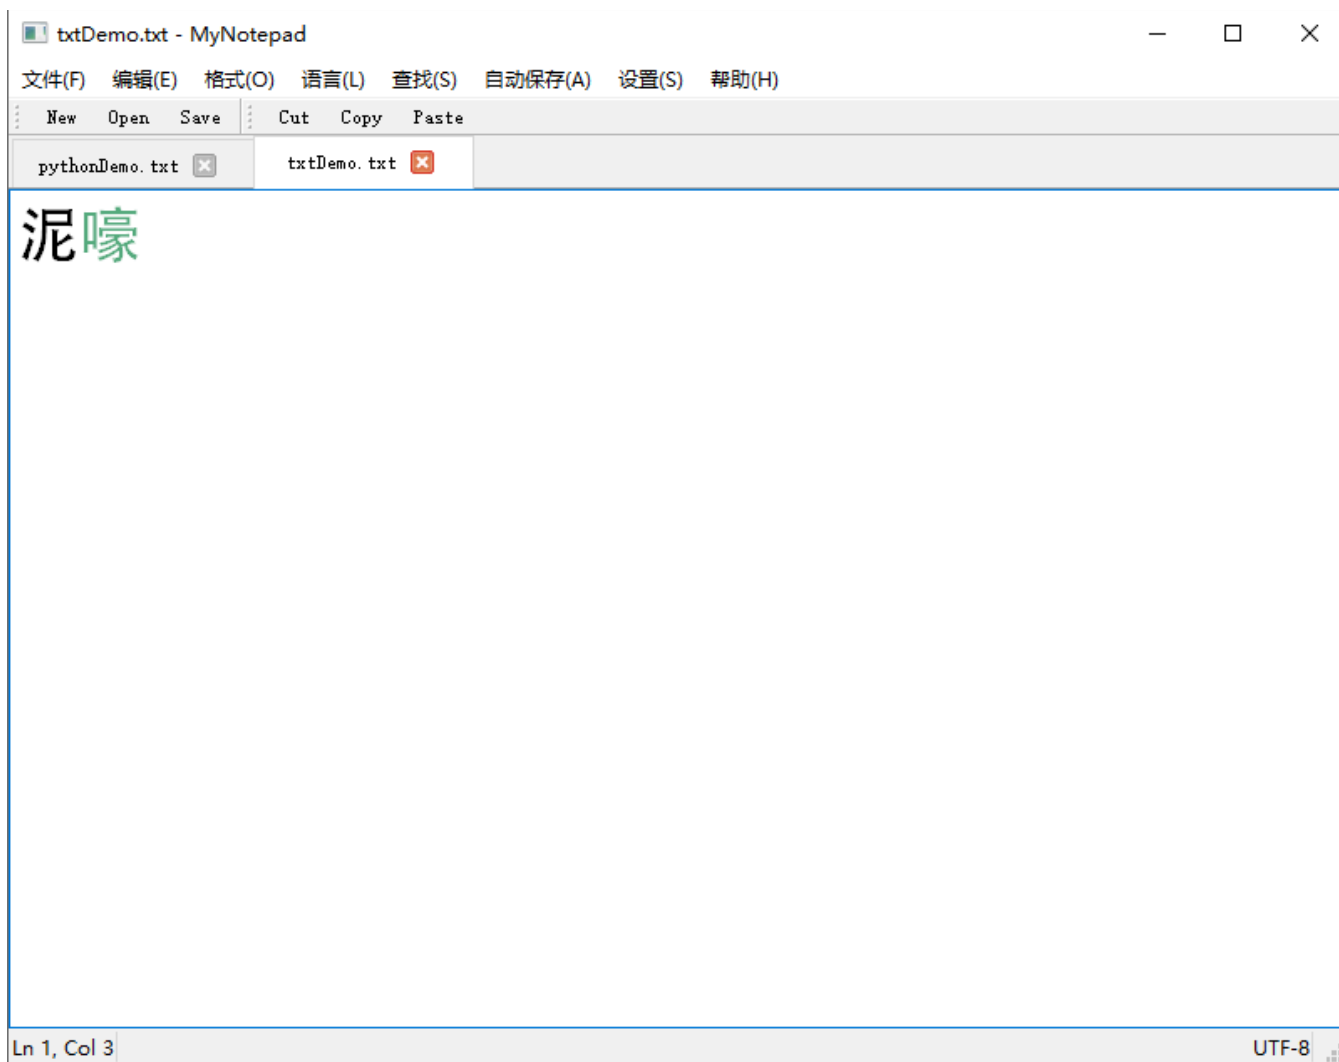 txtDemo.txt - MyNotepad
文件(F) 编辑(E) 格式(O) 语言(L) 查找(S) 自动保存(A) 设置(S) 帮助(H)
New Open Save Cut Copy Paste
pythonDemo.txt txtDemo.txt
泥嚎
Ln 1, Col 3 UTF-8